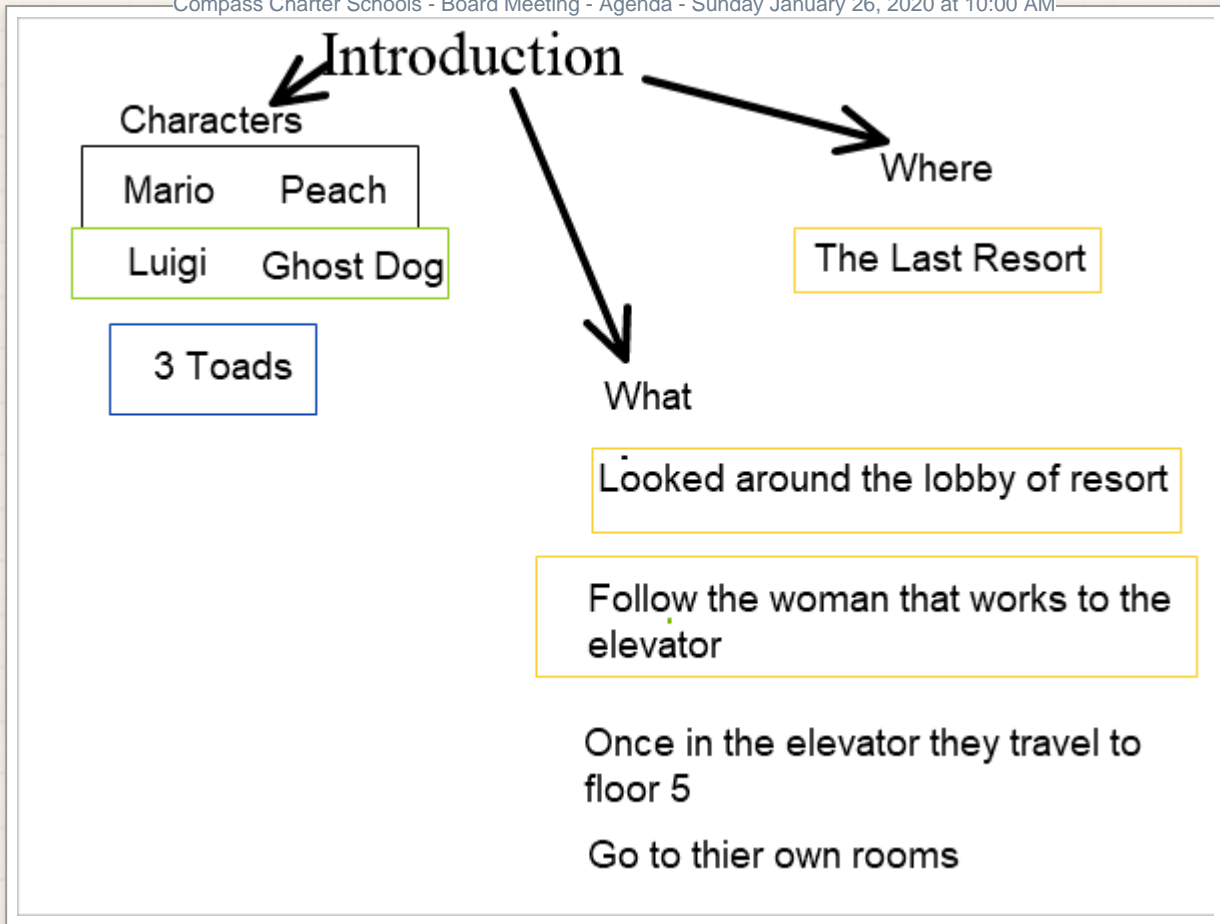 Compass Charter Schools - Board Meeting - Agenda - Sunday January 26, 2020 at 10:00 AM
Introduction
Characters
Mario Peach
Luigi Ghost Dog
3 Toads
Where
The Last Resort
What
Looked around the lobby of resort
Follow the woman that works to the
elevator
Once in the elevator they travel to
floor 5
Go to thier own rooms